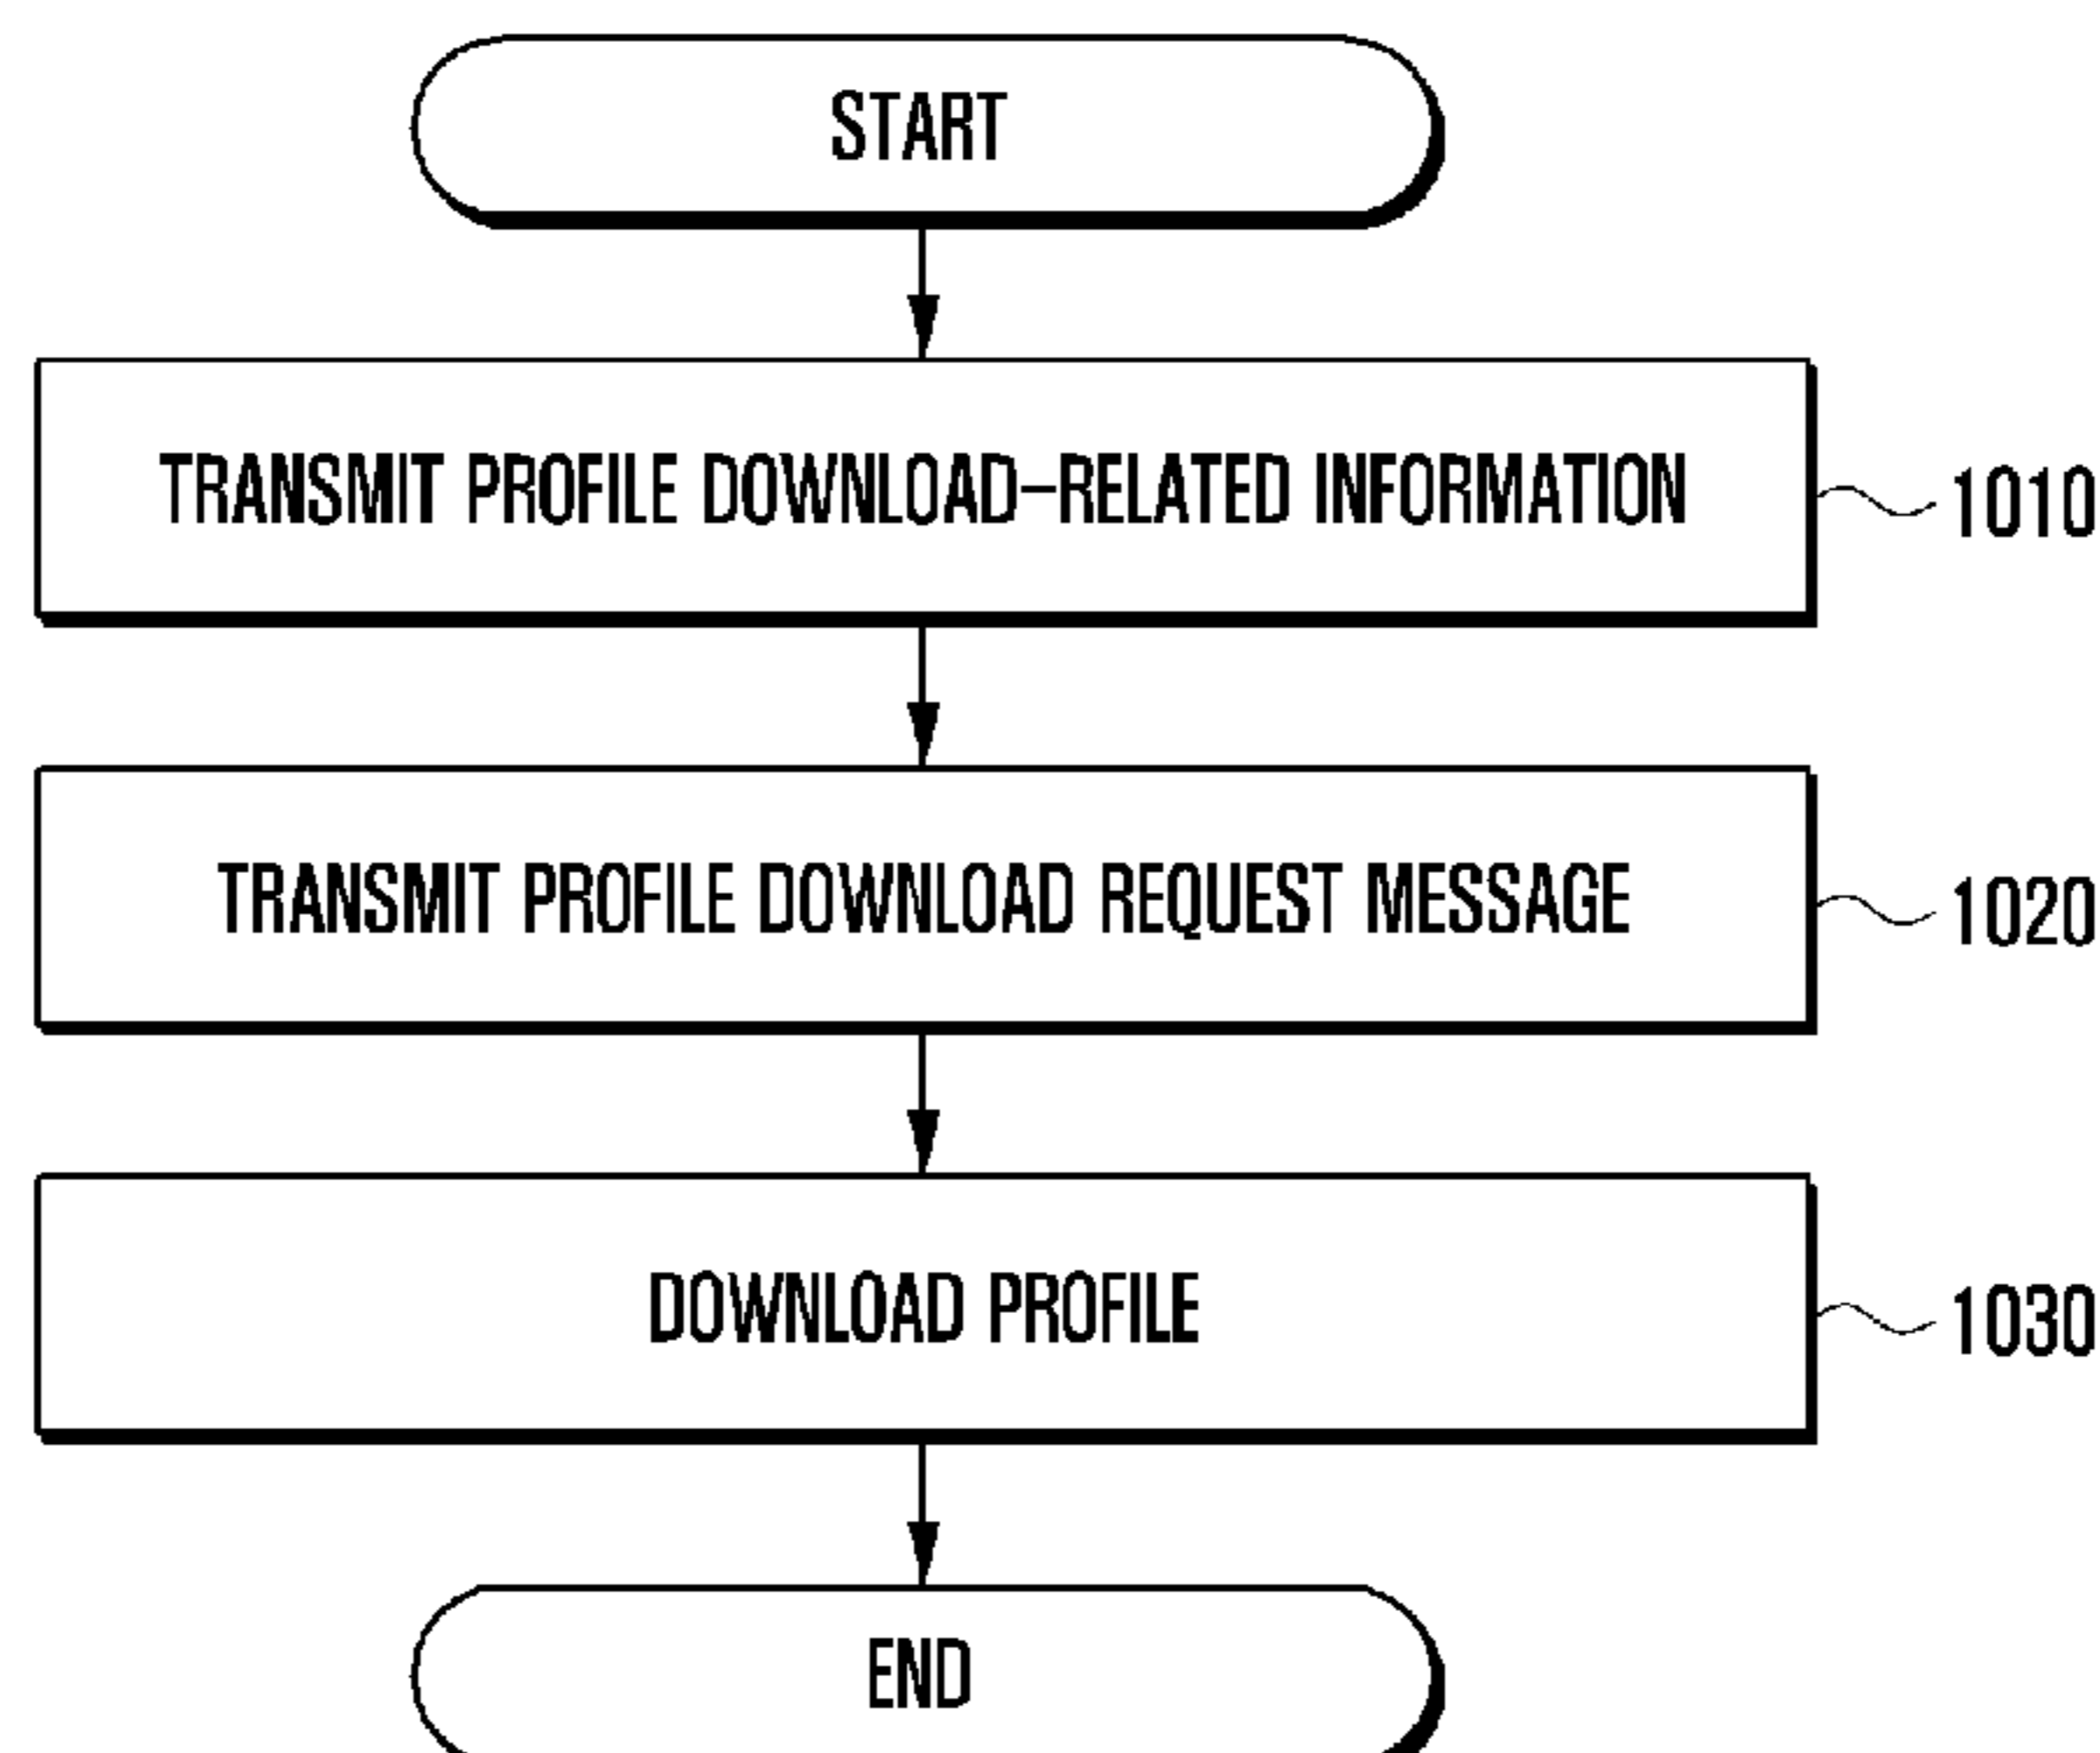 START
TRANSMIT PROFILE DOWNLOAD-RELATED INFORMATION
1010
TRANSMIT PROFILE DOWNLOAD REQUEST MESSAGE
1020
DOWNLOAD PROFILE
1030
END